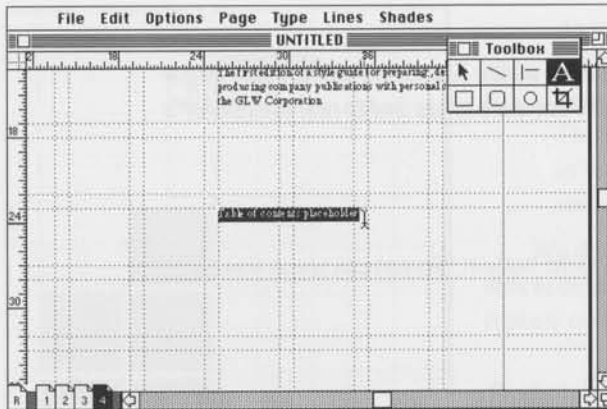 File Edit Options Page Type Lines Shades
UNTITLED
Toolbox
18 24 30 36
A
The first edition of a style guide for preparing, de
producing company publications with personal c
the GLW Corporation
18
Table of contents placeholder
24
30
R 1 2 3 4